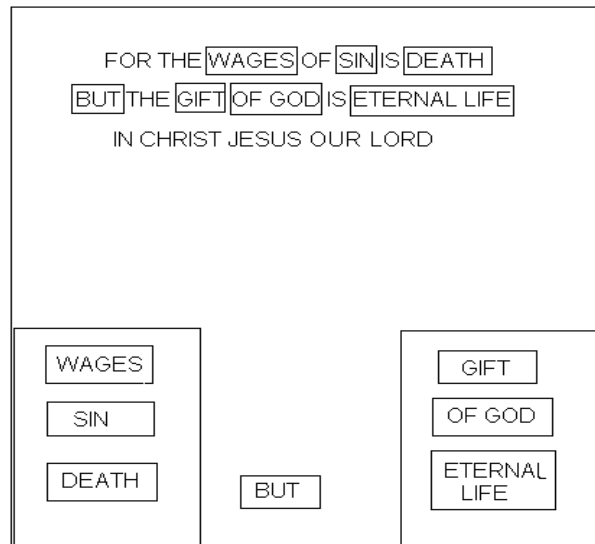 FOR THE WAGES OF SIN IS DEATH
BUT THE GIFT OF GOD IS ETERNAL LIFE
IN CHRIST JESUS OUR LORD
WAGES
SIN
DEATH
BUT
GIFT
OF GOD
ETERNAL
LIFE